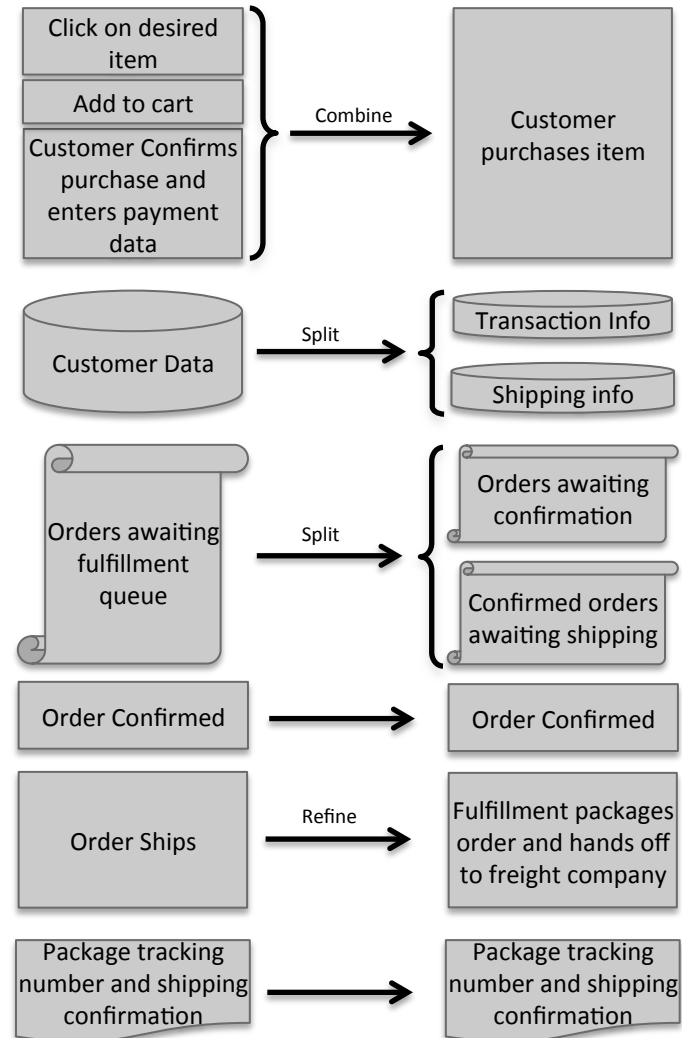 Click on desired
item
Add to cart
Customer Confirms
purchase and
enters payment
data
Combine
Customer
purchases item
Customer Data
Split
Transaction Info
Shipping info
Orders awaiting
fulfillment
queue
Split
Orders awaiting
confirmation
Confirmed orders
awaiting shipping
Order Confirmed
Order Confirmed
Order Ships
Refine
Fulfillment packages
order and hands off
to freight company
Package tracking
number and shipping
confirmation
Package tracking
number and shipping
confirmation